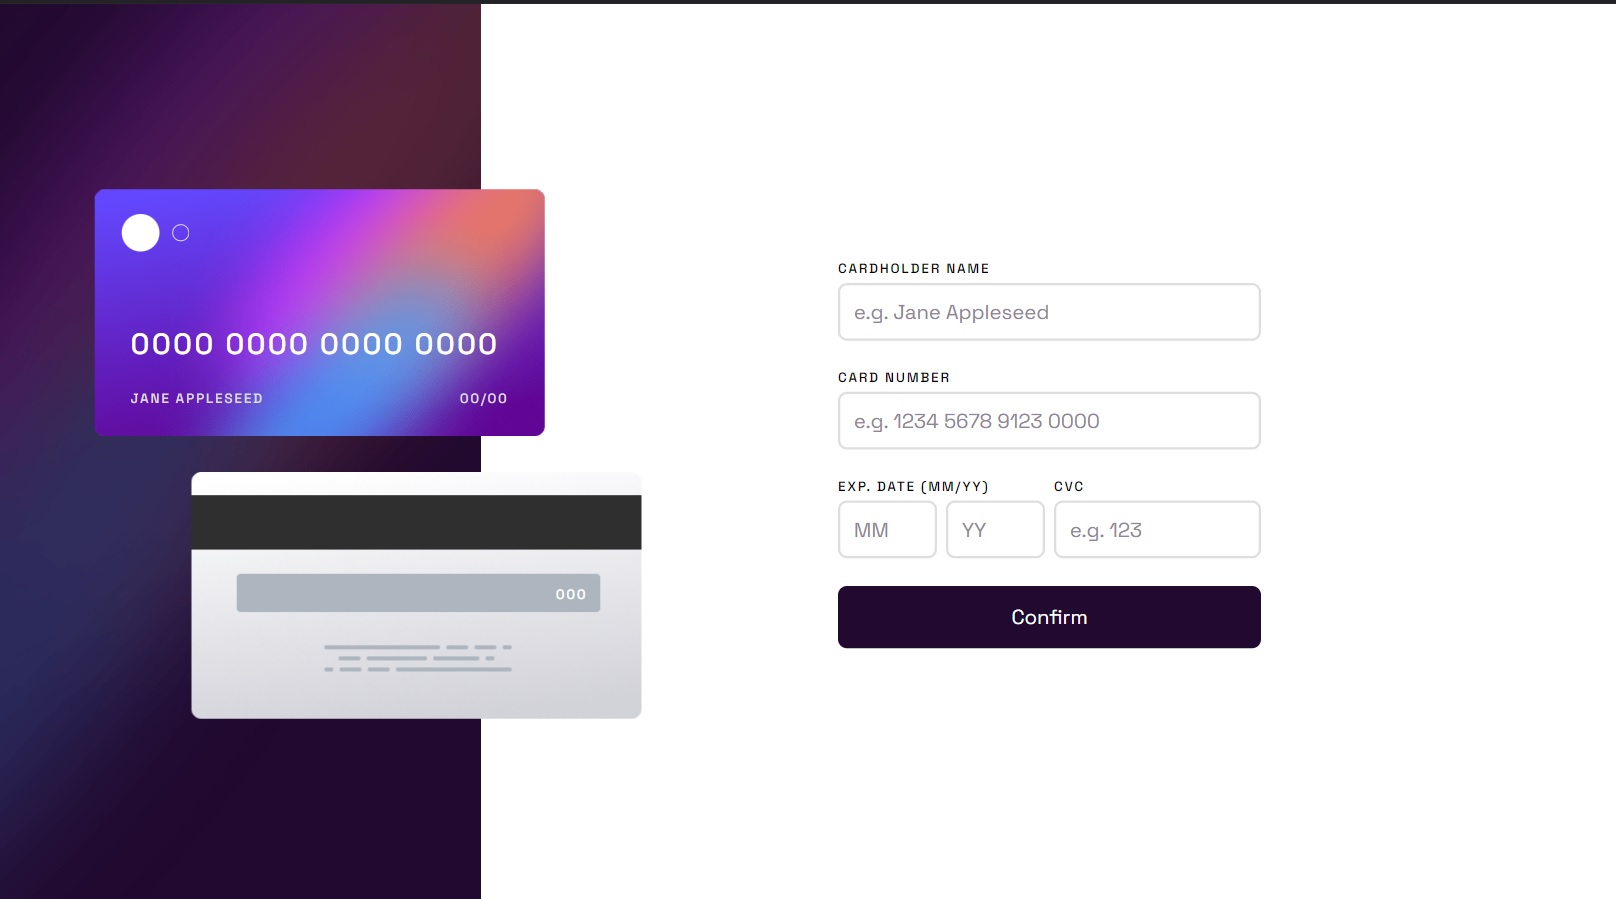 0000 0000 0000 0000
JANE APPLESEED 00/00
000
CARDHOLDER NAME
e.g. Jane Appleseed
CARD NUMBER
e.g. 1234 5678 9123 0000
EXP. DATE (MM/YY) CVC
MM YY e.g. 123
Confirm